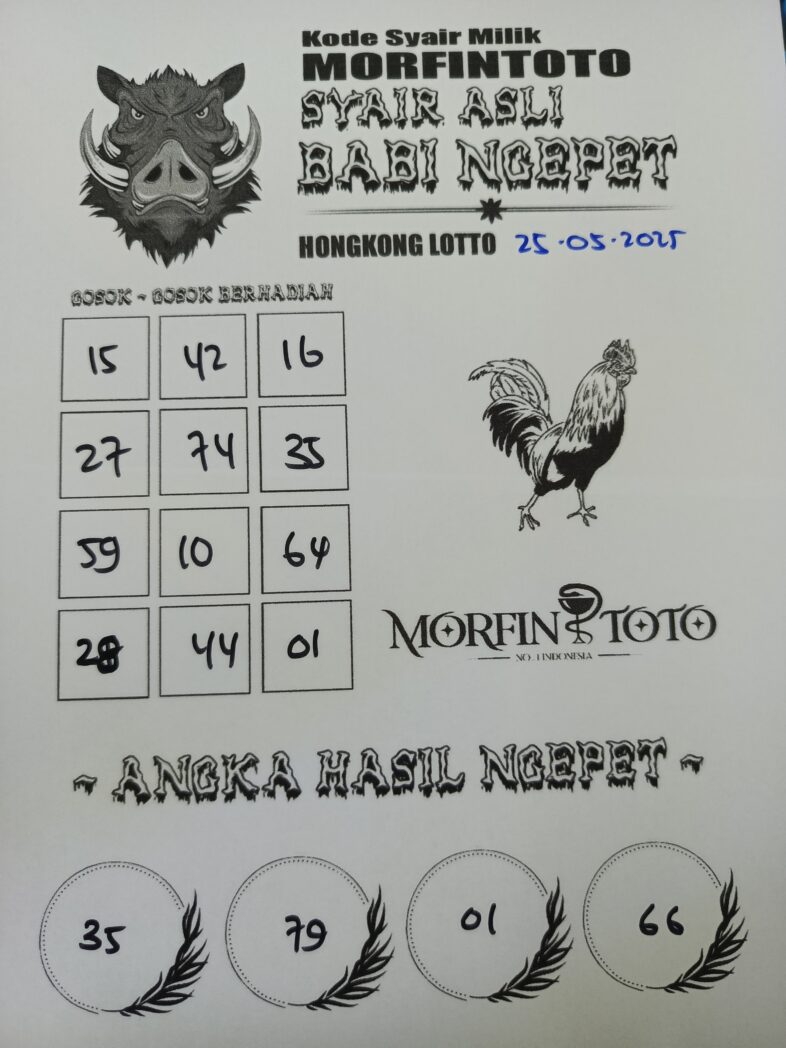 Kode Syair Milik
MORFINTOTO
SYAIR ASLI
BABI NGEPET
HONGKONG LOTTO 25.05.2025
GOSOK ~ GOSOK BERHADIAH
15 42 16
27 74 35
59 10 64
28 44 01
MORFIN TOTO
NO. 1 INDONESIA
~ ANGKA HASIL NGEPET ~
35 79 01 66